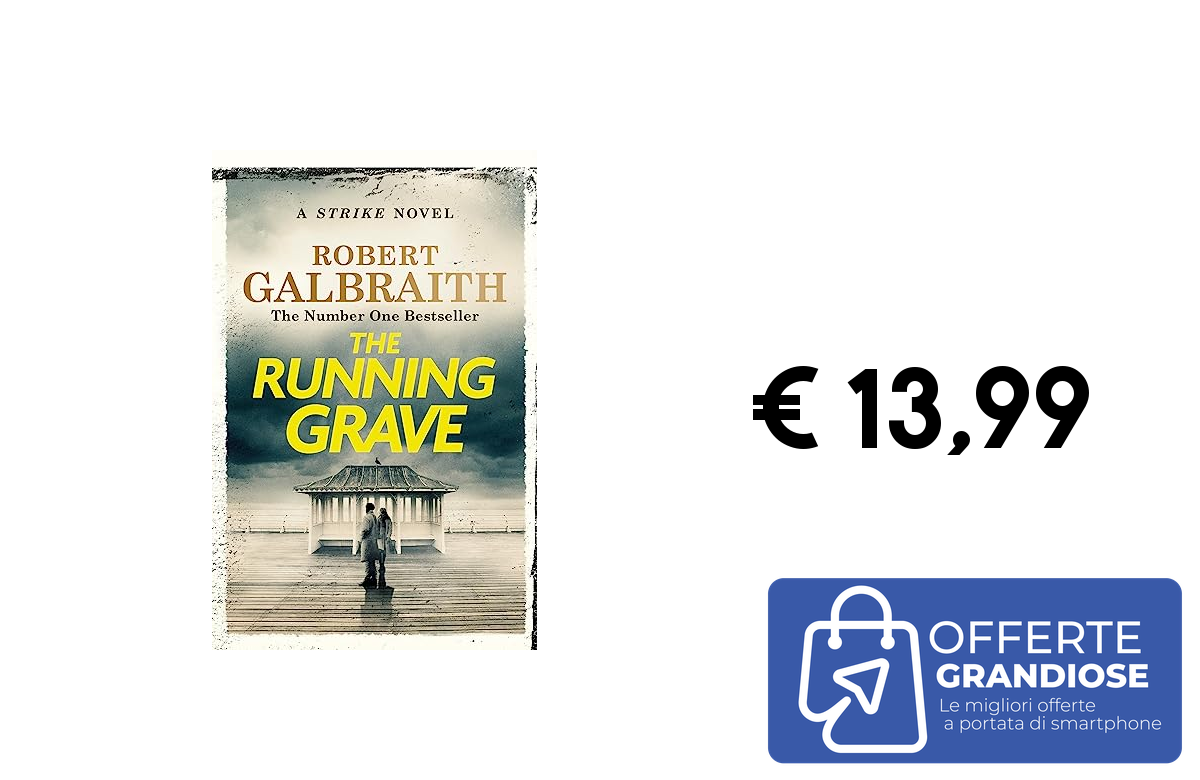 A STRIKE NOVEL
ROBERT
GALBRAITH
The Number One Bestseller
THE
RUNNING
GRAVE
€ 13,99
OFFERTE
GRANDIOSE
Le migliori offerte
a portata di smartphone